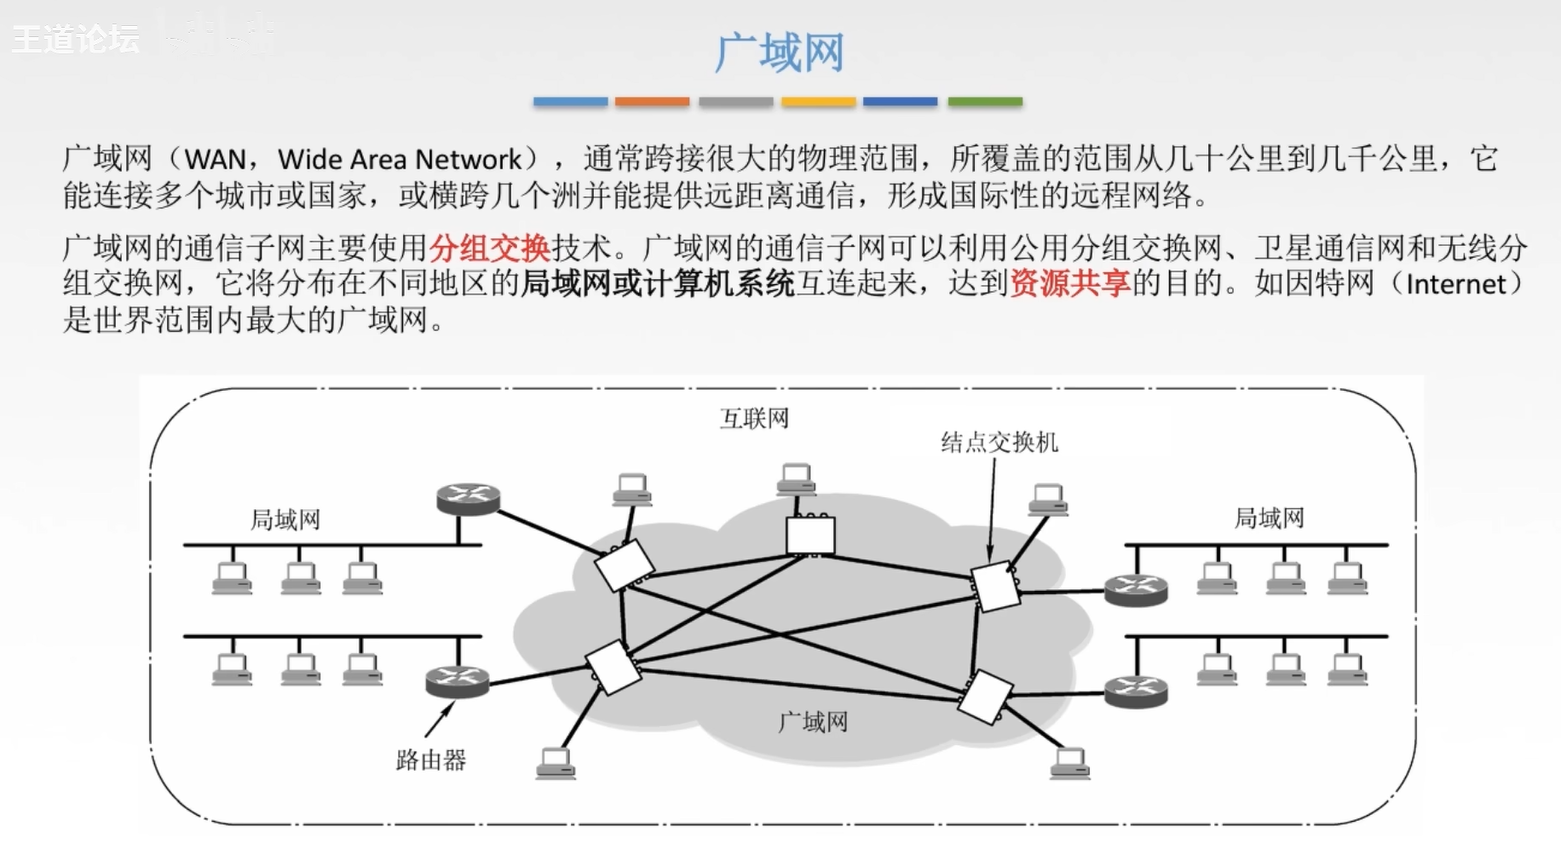 王道论坛
广域网
广域网（WAN，Wide Area Network），通常跨接很大的物理范围，所覆盖的范围从几十公里到几千公里，它
能连接多个城市或国家，或横跨几个洲并能提供远距离通信，形成国际性的远程网络。
广域网的通信子网主要使用分组交换技术。广域网的通信子网可以利用公用分组交换网、卫星通信网和无线分
组交换网，它将分布在不同地区的局域网或计算机系统互连起来，达到资源共享的目的。如因特网（Internet）
是世界范围内最大的广域网。
互联网
结点交换机
局域网
局域网
广域网
路由器